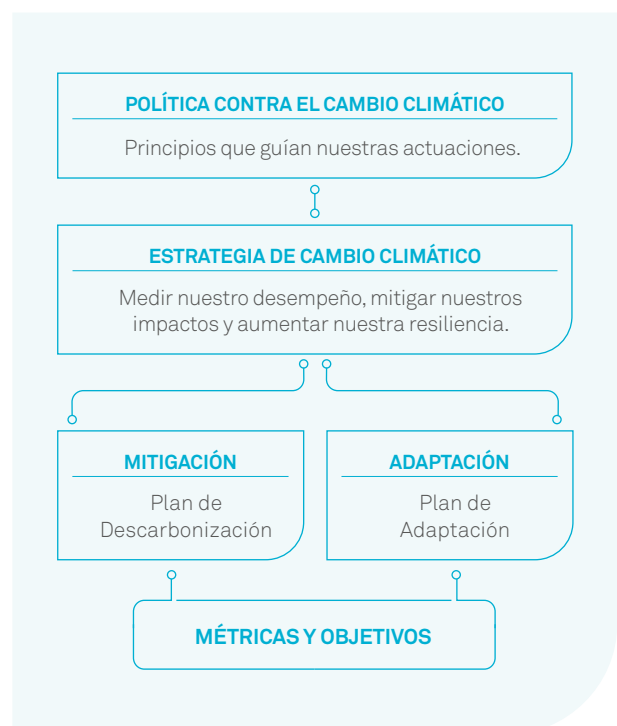 POLÍTICA CONTRA EL CAMBIO CLIMÁTICO
Principios que guían nuestras actuaciones.
ESTRATEGIA DE CAMBIO CLIMÁTICO
Medir nuestro desempeño, mitigar nuestros
impactos y aumentar nuestra resiliencia.
MITIGACIÓN
Plan de
Descarbonización
ADAPTACIÓN
Plan de
Adaptación
MÉTRICAS Y OBJETIVOS